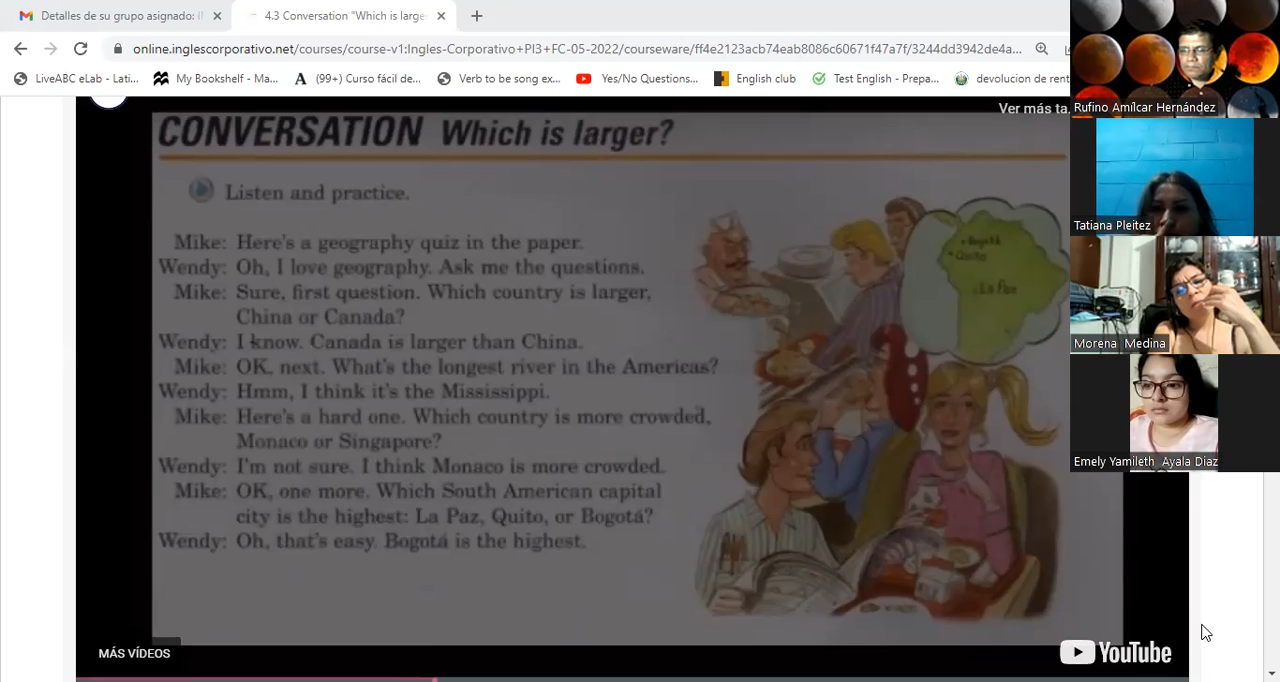 Detalles de su grupo asignado: (I
4.3 Conversation "Which is large
online.inglescorporativo.net/courses/course-v1:Ingles-Corporativo+PI3+FC-05-2022/courseware/ff4e2123acb74eab8086c60671f47a7f/3244dd3942de4a...
LiveABC eLab - Lati...
My Bookshelf - Ma...
(99+) Curso fácil de...
Verb to be song ex...
Yes/No Questions...
English club
Test English - Prepa...
devolucion de rent
Ver más ta
CONVERSATION Which is larger?
Listen and practice.
Mike: Here's a geography quiz in the paper.
Wendy: Oh, I love geography. Ask me the questions.
Mike: Sure, first question. Which country is larger,
China or Canada?
Wendy: I know. Canada is larger than China.
Mike: OK, next. What's the longest river in the Americas?
Wendy: Hmm, I think it's the Mississippi.
Mike: Here's a hard one. Which country is more crowded,
Monaco or Singapore?
Wendy: I'm not sure. I think Monaco is more crowded.
Mike: OK, one more. Which South American capital
city is the highest: La Paz, Quito, or Bogotá?
Wendy: Oh, that's easy. Bogotá is the highest.
Bogotá
Quito
La Paz
MÁS VÍDEOS
YouTube
Rufino Amílcar Hernández
Tatiana Pleitez
Morena Medina
Emely Yamileth Ayala Diaz